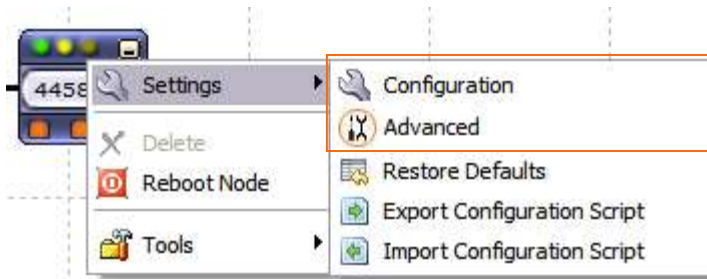 4458
Settings
Delete
Reboot Node
Tools
Configuration
Advanced
Restore Defaults
Export Configuration Script
Import Configuration Script